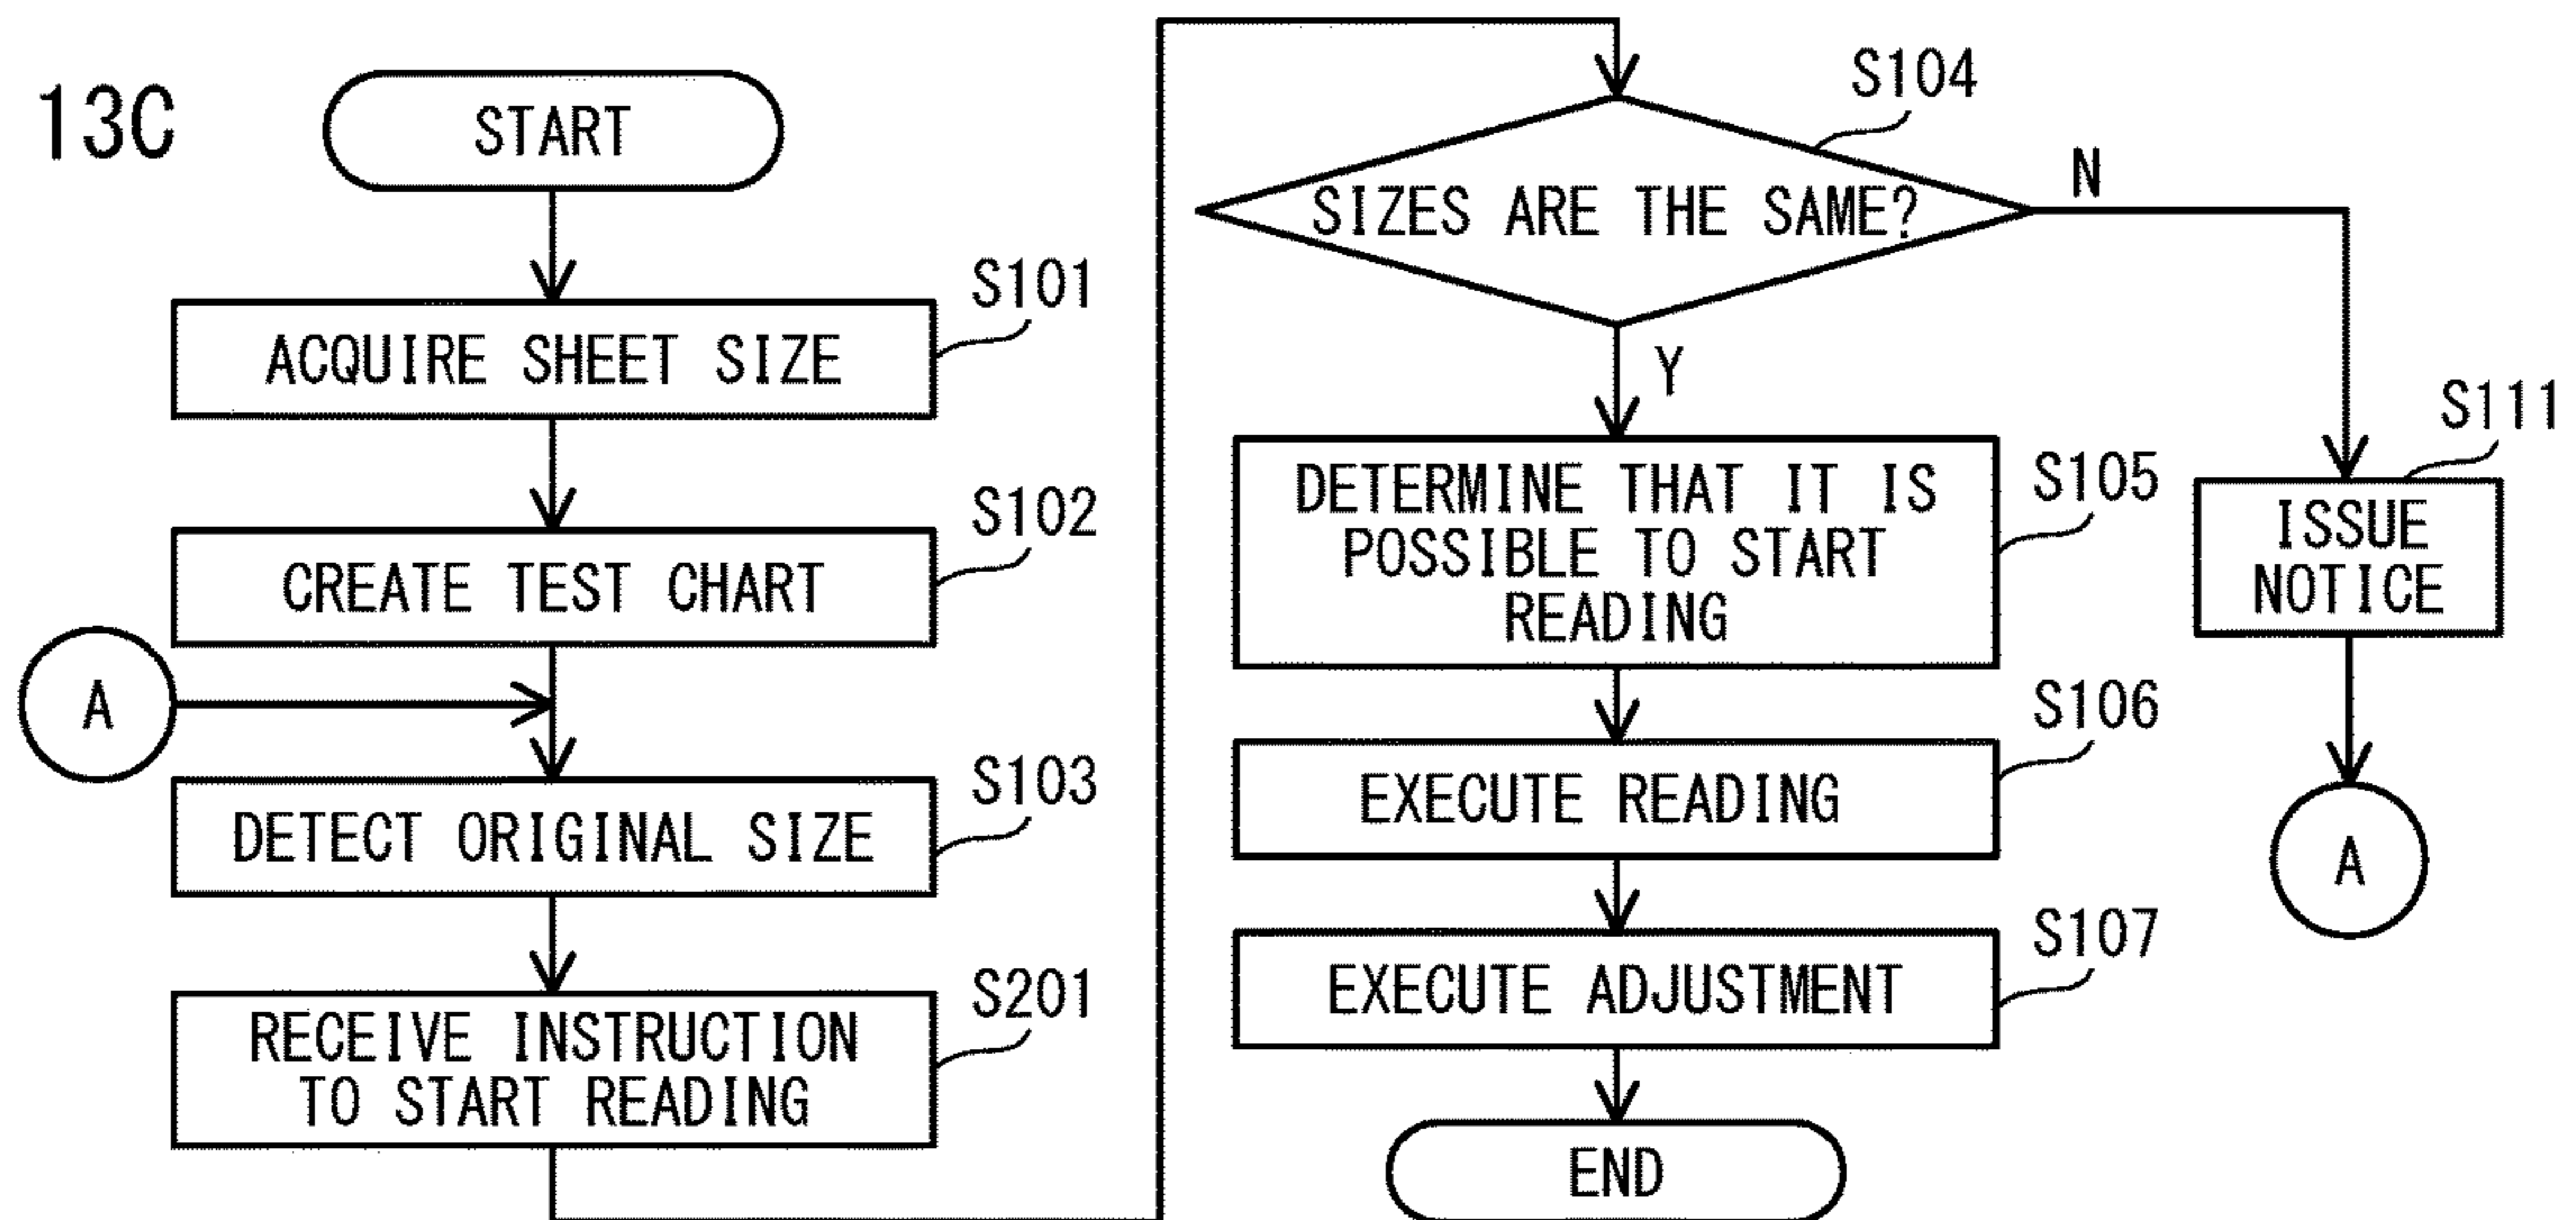 13C
START
S101
ACQUIRE SHEET SIZE
S102
CREATE TEST CHART
A
S103
DETECT ORIGINAL SIZE
S201
RECEIVE INSTRUCTION
TO START READING
S104
SIZES ARE THE SAME?
N
Y
S105
DETERMINE THAT IT IS
POSSIBLE TO START
READING
S106
EXECUTE READING
S107
EXECUTE ADJUSTMENT
END
S111
ISSUE
NOTICE
A